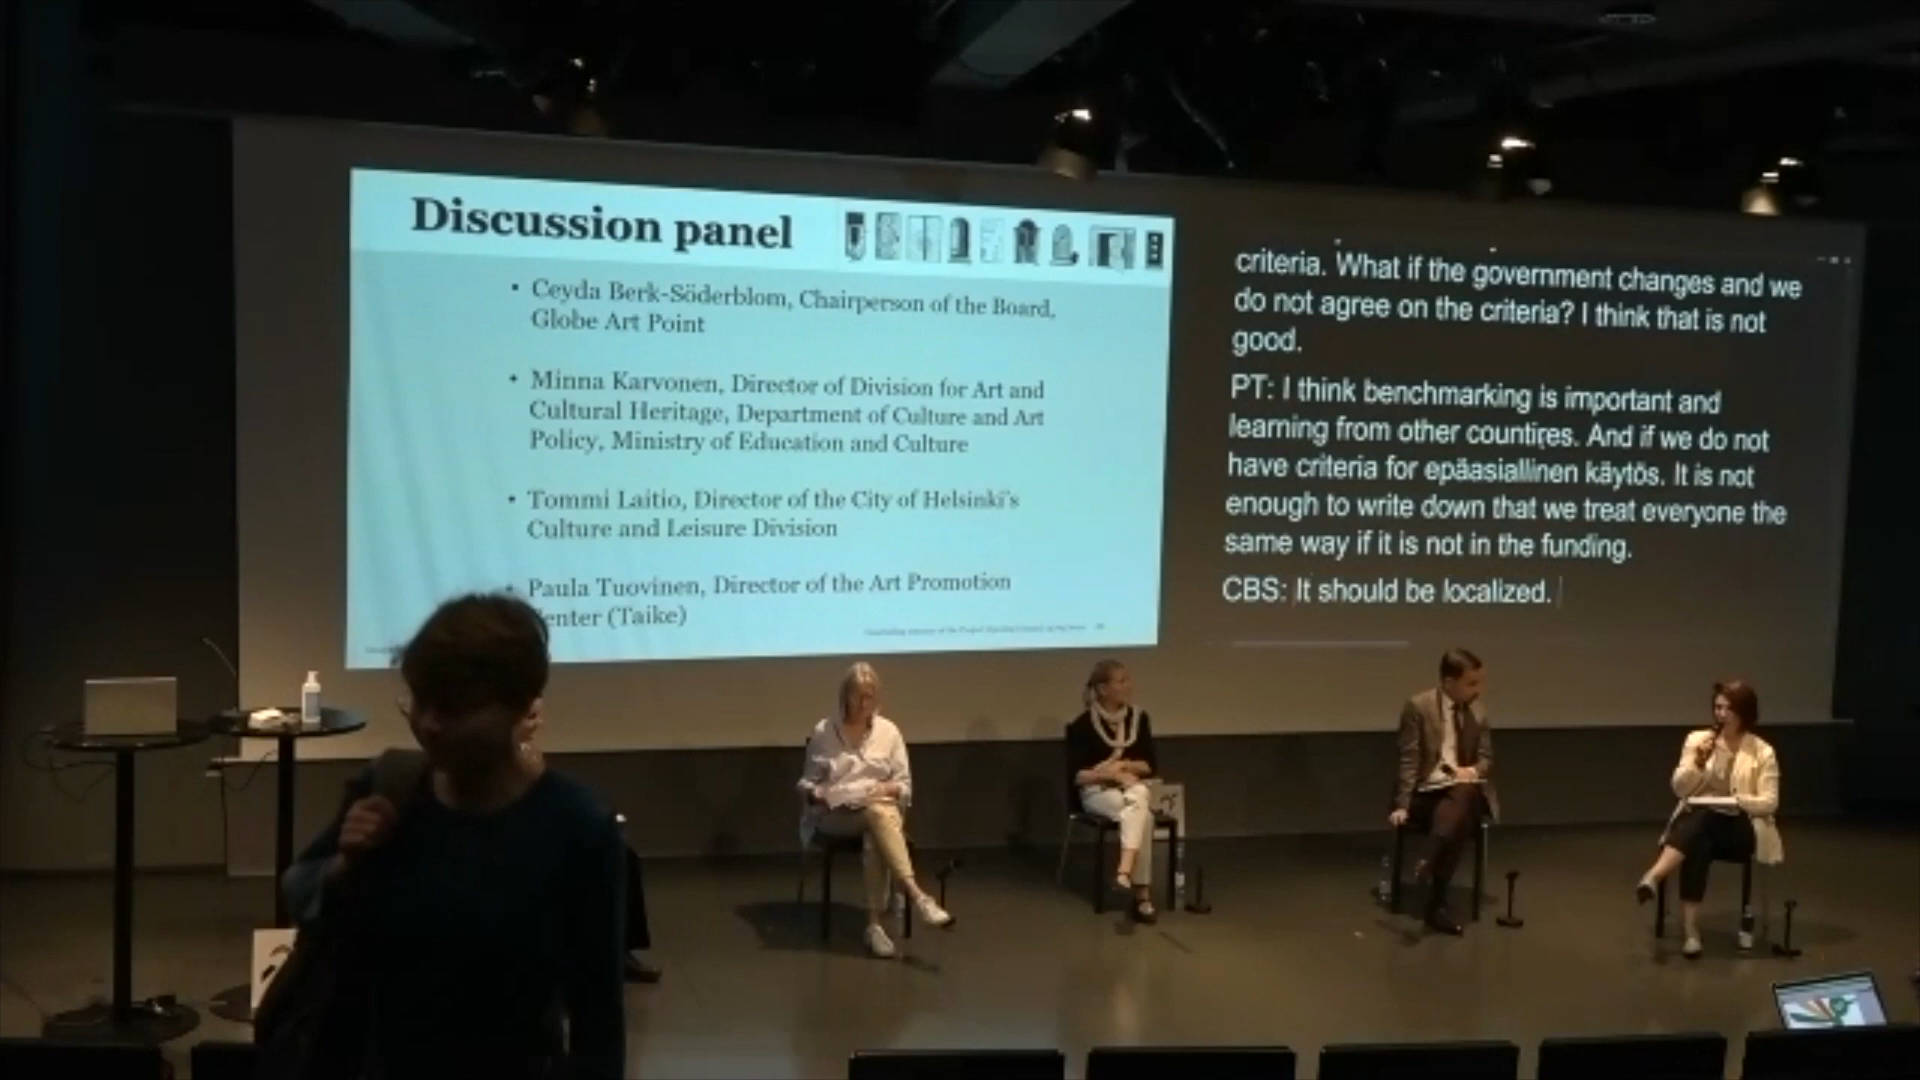 Discussion panel
• Ceyda Berk-Söderblom, Chairperson of the Board,
Globe Art Point
• Minna Karvonen, Director of Division for Art and
Cultural Heritage, Department of Culture and Art
Policy, Ministry of Education and Culture
• Tommi Laitio, Director of the City of Helsinki's
Culture and Leisure Division
• Paula Tuovinen, Director of the Art Promotion
enter (Taike)
criteria. What if the government changes and we
do not agree on the criteria? I think that is not
good.
PT: I think benchmarking is important and
learning from other countires. And if we do not
have criteria for epäasiallinen käytös. It is not
enough to write down that we treat everyone the
same way if it is not in the funding.
CBS: It should be localized.